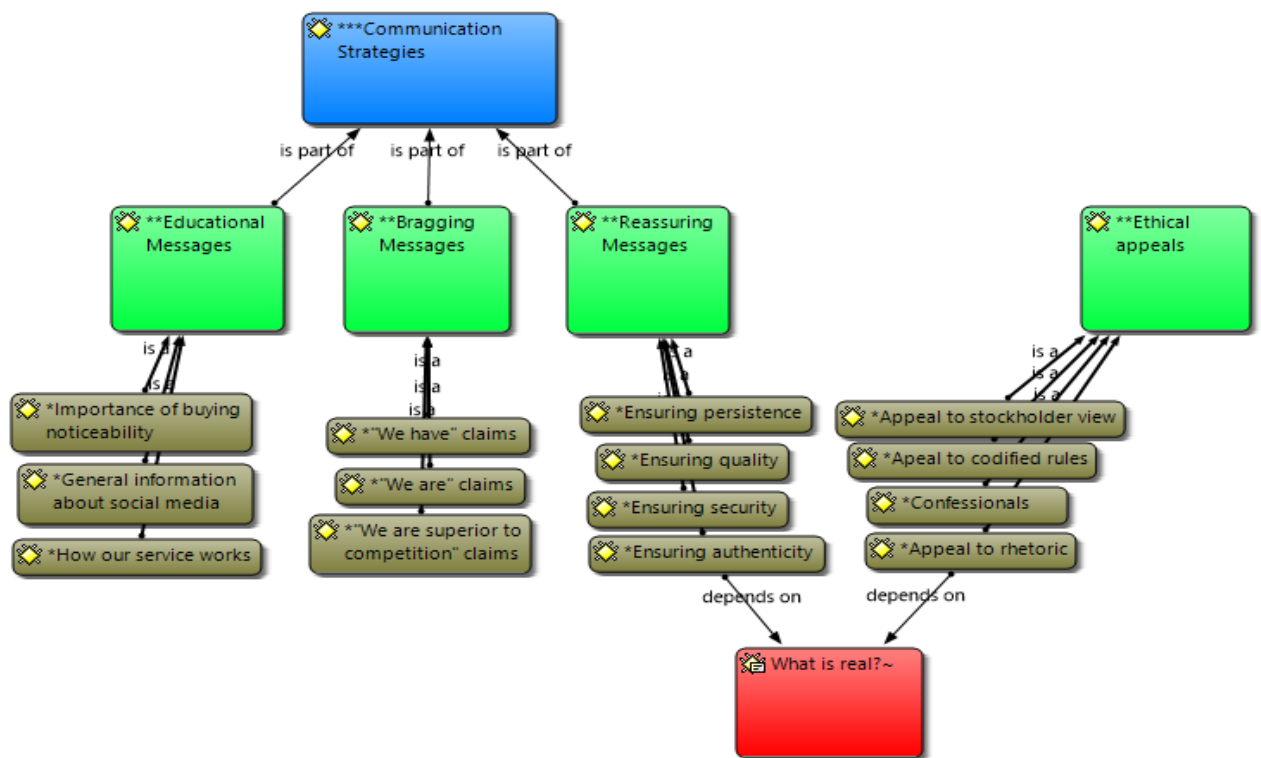 ***Communication
Strategies
is part of
is part of
is part of
**Educational
Messages
**Bragging
Messages
**Reassuring
Messages
**Ethical
appeals
is a
is a
*Importance of buying
noticeability
*General information
about social media
*How our service works
is a
is a
is a
*"We have" claims
*"We are" claims
*"We are superior to
competition" claims
is a
*Ensuring persistence
*Ensuring quality
*Ensuring security
*Ensuring authenticity
is a
is a
is a
*Appeal to stockholder view
*Apeal to codified rules
*Confessionals
*Appeal to rhetoric
depends on
depends on
What is real?~